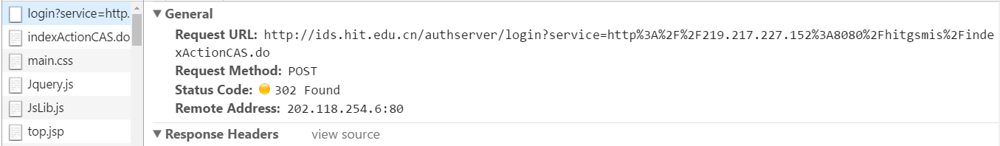 login?service=http.
indexActionCAS.do
main.css
Jquery.js
JsLib.js
top.jsp
▼ General
Request URL: http://ids.hit.edu.cn/authserver/login?service=http%3A%2F%2F219.217.227.152%3A8080%2Fhitgsmis%2Finde
xActionCAS.do
Request Method: POST
Status Code: 302 Found
Remote Address: 202.118.254.6:80
▼ Response Headers view source